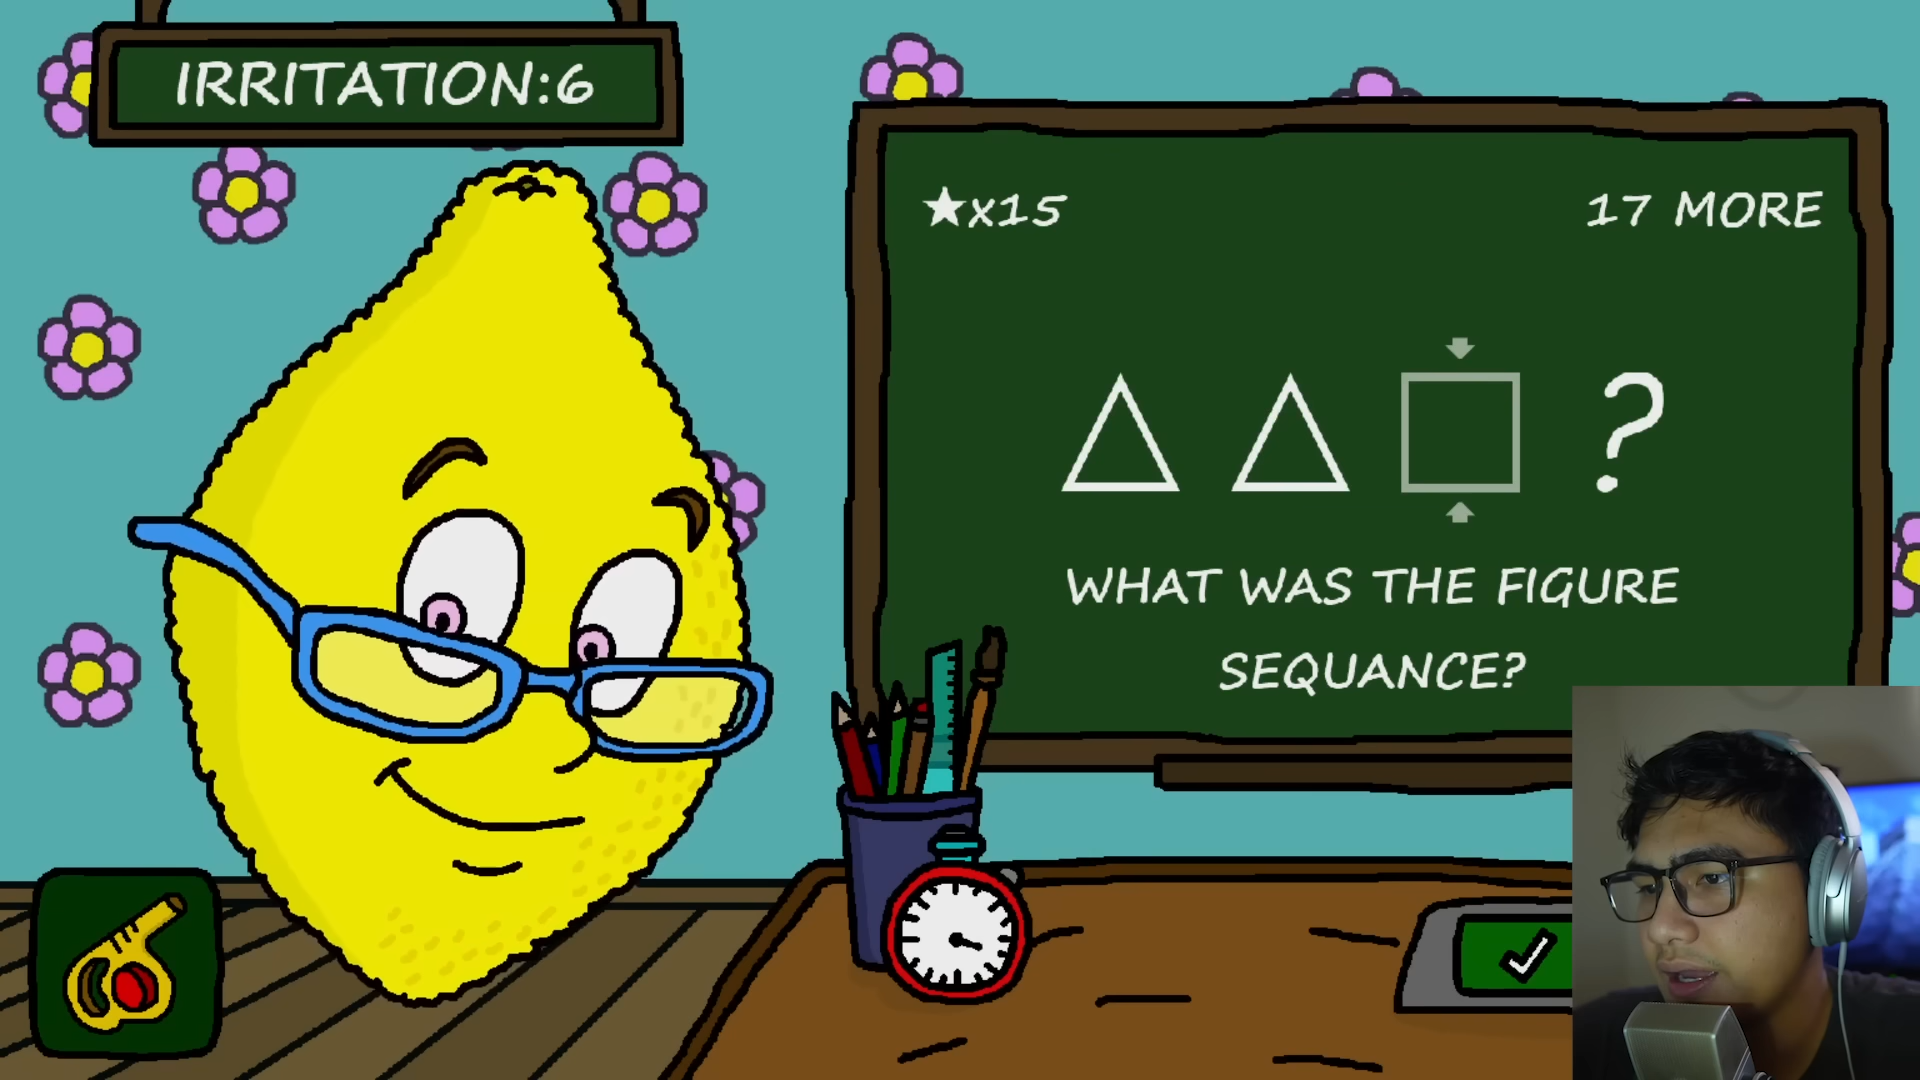 IRRITATION:6
★x15
17 MORE
?
WHAT WAS THE FIGURE
SEQUANCE?